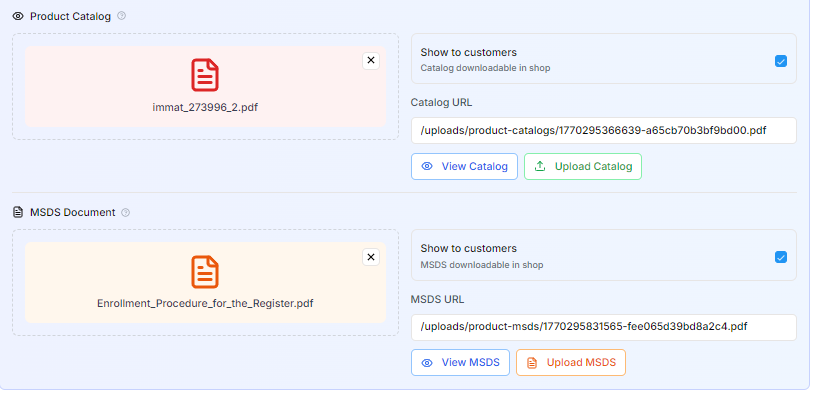 Product Catalog
immat_273996_2.pdf
Show to customers
Catalog downloadable in shop
Catalog URL
/uploads/product-catalogs/1770295366639-a65cb70b3bf9bd00.pdf
View Catalog
Upload Catalog
MSDS Document
Enrollment_Procedure_for_the_Register.pdf
Show to customers
MSDS downloadable in shop
MSDS URL
/uploads/product-msds/1770295831565-fee065d39bd8a2c4.pdf
View MSDS
Upload MSDS